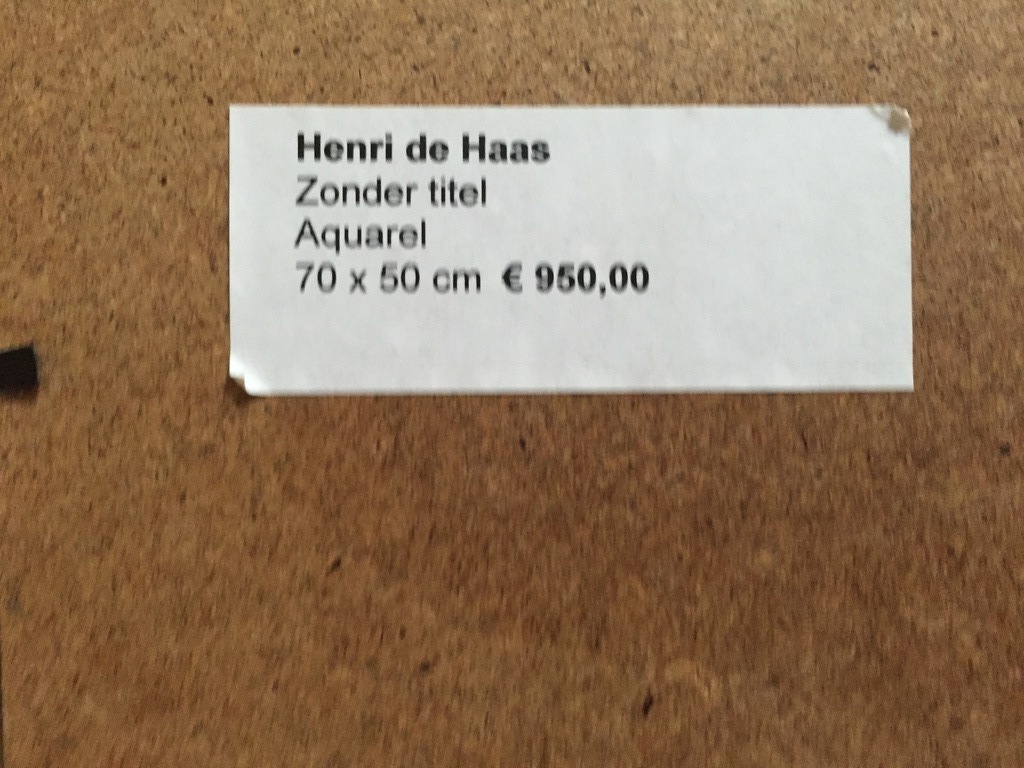 Henri de Haas
Zonder titel
Aquarel
70 x 50 cm € 950,00